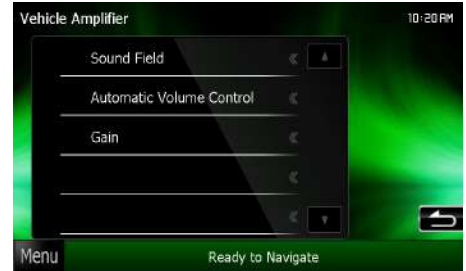 Vehicle Amplifier 10:20 AM
Sound Field
Automatic Volume Control
Gain
Menu Ready to Navigate